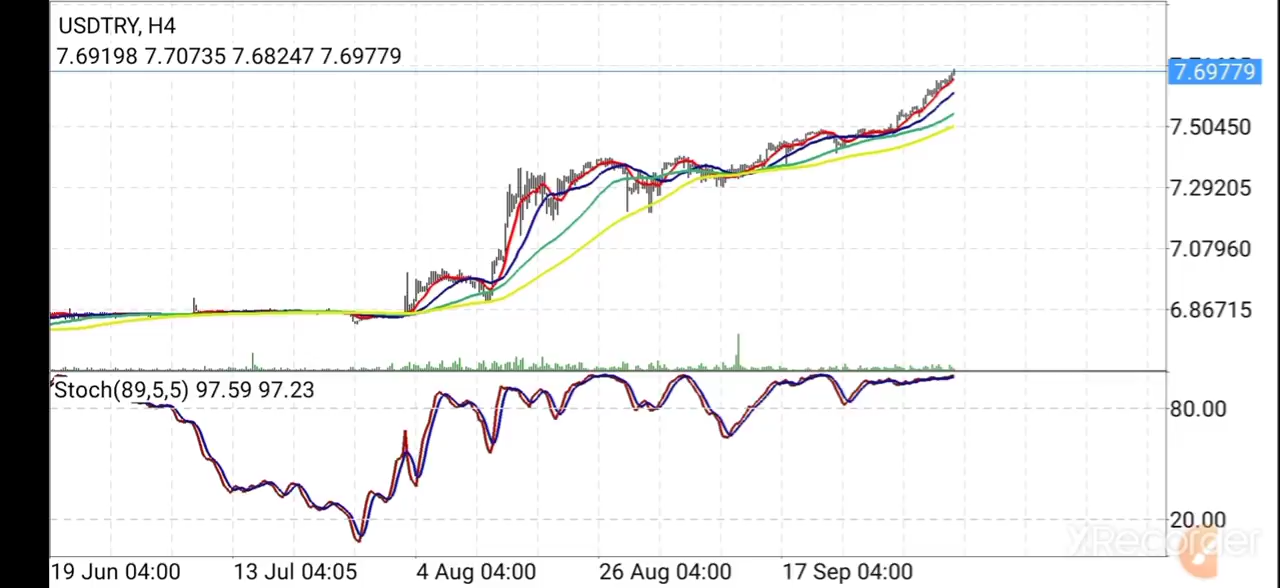 USDTRY, H4
7.69198 7.70735 7.68247 7.69779
7.69779
7.50450
7.29205
7.07960
6.86715
Stoch(89,5,5) 97.59 97.23
80.00
20.00
XRecorder
19 Jun 04:00 13 Jul 04:05 4 Aug 04:00 26 Aug 04:00 17 Sep 04:00